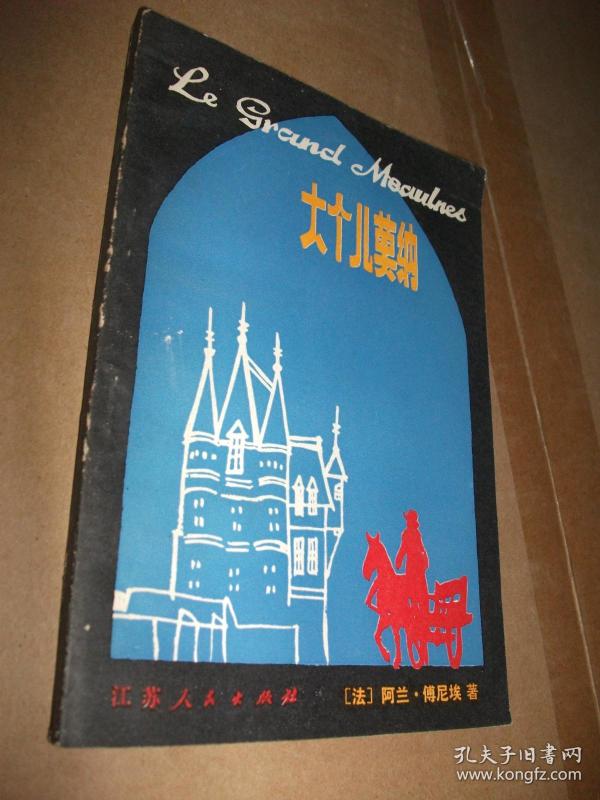 Le Grand Meaulnes
大个儿莫纳
江苏人民出版社
[法] 阿兰·傅尼埃 著
孔夫子旧书网
www.kongfz.com